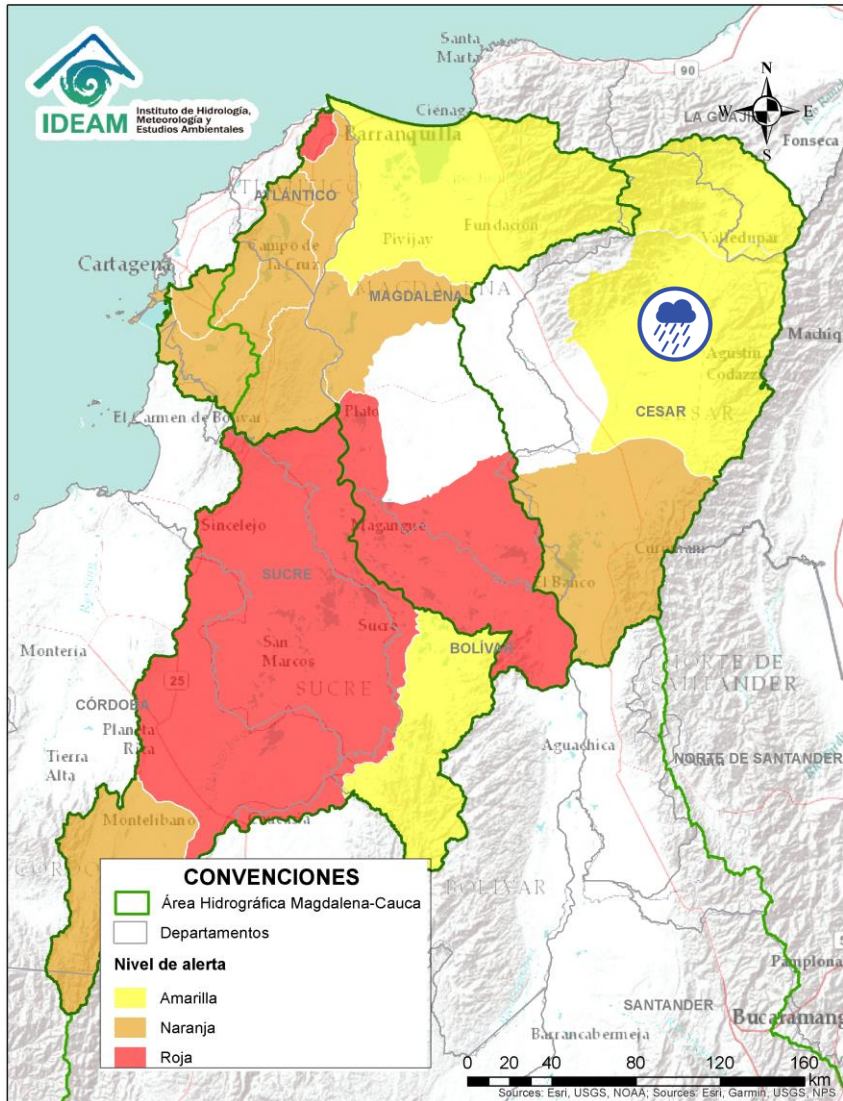 Santa
Marta
90
N
W E
S
IDEAM
Instituto de Hidrología,
Meteorología y
Estudios Ambientales
Ciénaga
LA GUAJIRA
Fonseca
Barranquilla
ATLÁNTICO
Pivijay
Fundación
Valledupar
Cartagena
Campo de
la Cruz
MAGDALENA
Agustín
Codazzi
El Carmen de Bolívar
Plato
CESAR
Sincelejo
Magangué
Curumaní
SUCRE
El Banco
Sucre
San
Marcos
BOLÍVAR
SUCRE
Montería
25
NORTE DE
SANTANDER
CÓRDOBA
Planeta
Rica
Tierra
Alta
Aguachica
NORTE DE SANTANDER
Montelíbano
Caucasia
BOLÍVAR
CONVENCIONES
Área Hidrográfica Magdalena-Cauca
Departamentos
Nivel de alerta
Amarilla
Naranja
Roja
Pamplona
SANTANDER
Bucaramang
Barrancabermeja
0 20 40 80 120 160
km
Sources: Esri, USGS, NOAA; Sources: Esri, Garmin, USGS, NPS